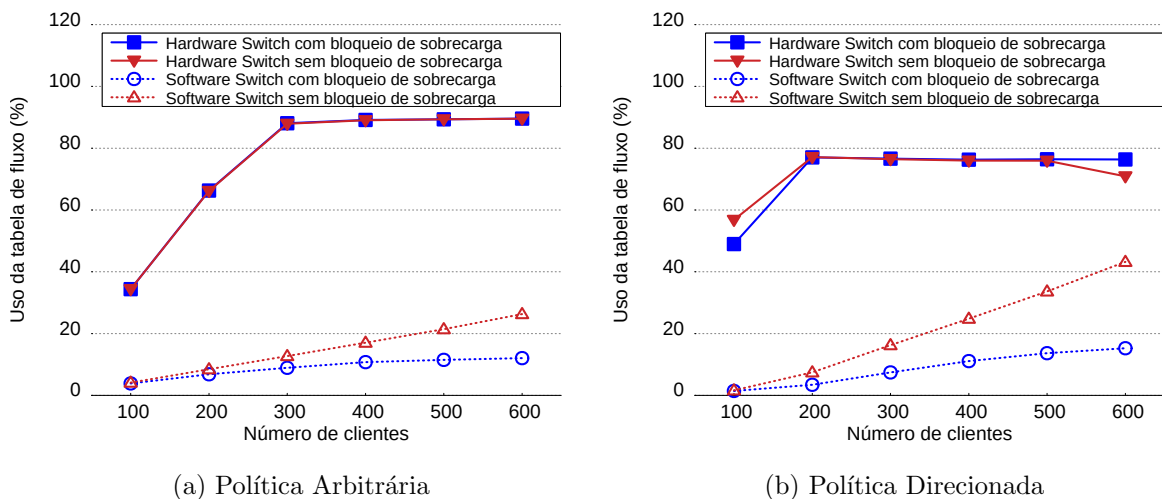 120
100
80
60
40
20
0
Uso da tabela de fluxo (%)
Hardware Switch com bloqueio de sobrecarga
Hardware Switch sem bloqueio de sobrecarga
Software Switch com bloqueio de sobrecarga
Software Switch sem bloqueio de sobrecarga
100 200 300 400 500 600
Número de clientes
(a) Política Arbitrária
120
100
80
60
40
20
0
Uso da tabela de fluxo (%)
Hardware Switch com bloqueio de sobrecarga
Hardware Switch sem bloqueio de sobrecarga
Software Switch com bloqueio de sobrecarga
Software Switch sem bloqueio de sobrecarga
100 200 300 400 500 600
Número de clientes
(b) Política Direcionada